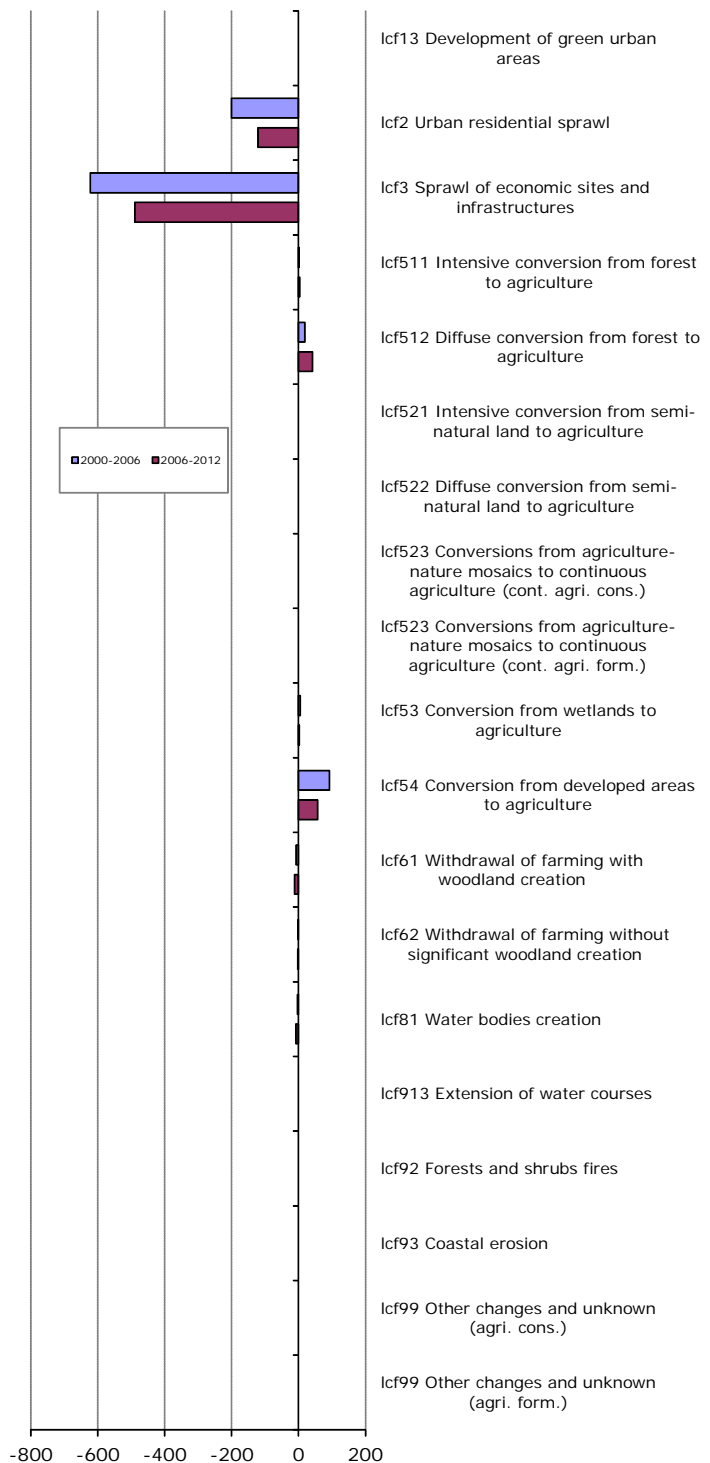 lcf13 Development of green urban
areas
lcf2 Urban residential sprawl
lcf3 Sprawl of economic sites and
infrastructures
lcf511 Intensive conversion from forest
to agriculture
lcf512 Diffuse conversion from forest to
agriculture
lcf521 Intensive conversion from semi-
natural land to agriculture
2000-2006 2006-2012
lcf522 Diffuse conversion from semi-
natural land to agriculture
lcf523 Conversions from agriculture-
nature mosaics to continuous
agriculture (cont. agri. cons.)
lcf523 Conversions from agriculture-
nature mosaics to continuous
agriculture (cont. agri. form.)
lcf53 Conversion from wetlands to
agriculture
lcf54 Conversion from developed areas
to agriculture
lcf61 Withdrawal of farming with
woodland creation
lcf62 Withdrawal of farming without
significant woodland creation
lcf81 Water bodies creation
lcf913 Extension of water courses
lcf92 Forests and shrubs fires
lcf93 Coastal erosion
lcf99 Other changes and unknown
(agri. cons.)
lcf99 Other changes and unknown
(agri. form.)
-800 -600 -400 -200 0 200